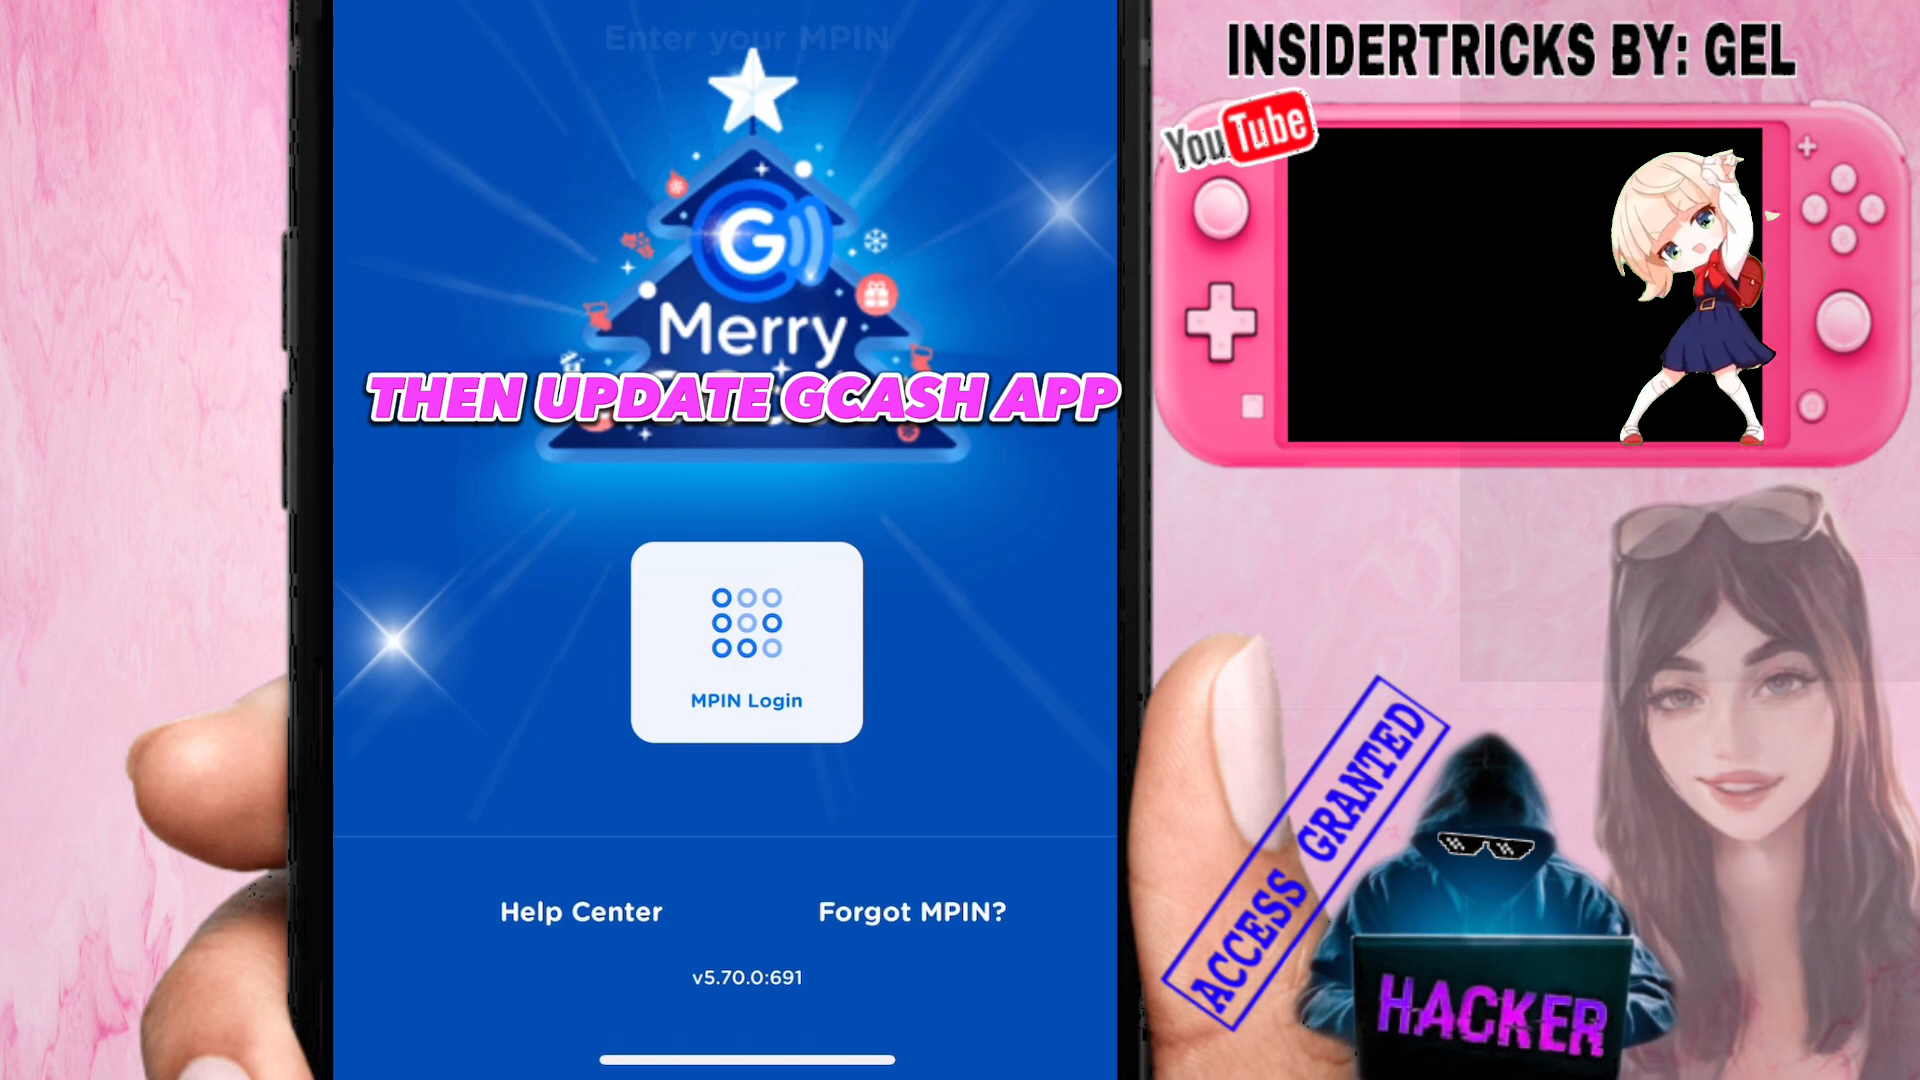 Enter your MPIN
G
Merry
THEN UPDATE GCASH APP
MPIN Login
Help Center
Forgot MPIN?
v5.70.0:691
INSIDERTRICKS BY: GEL
YouTube
ACCESS GRANTED
HACKER